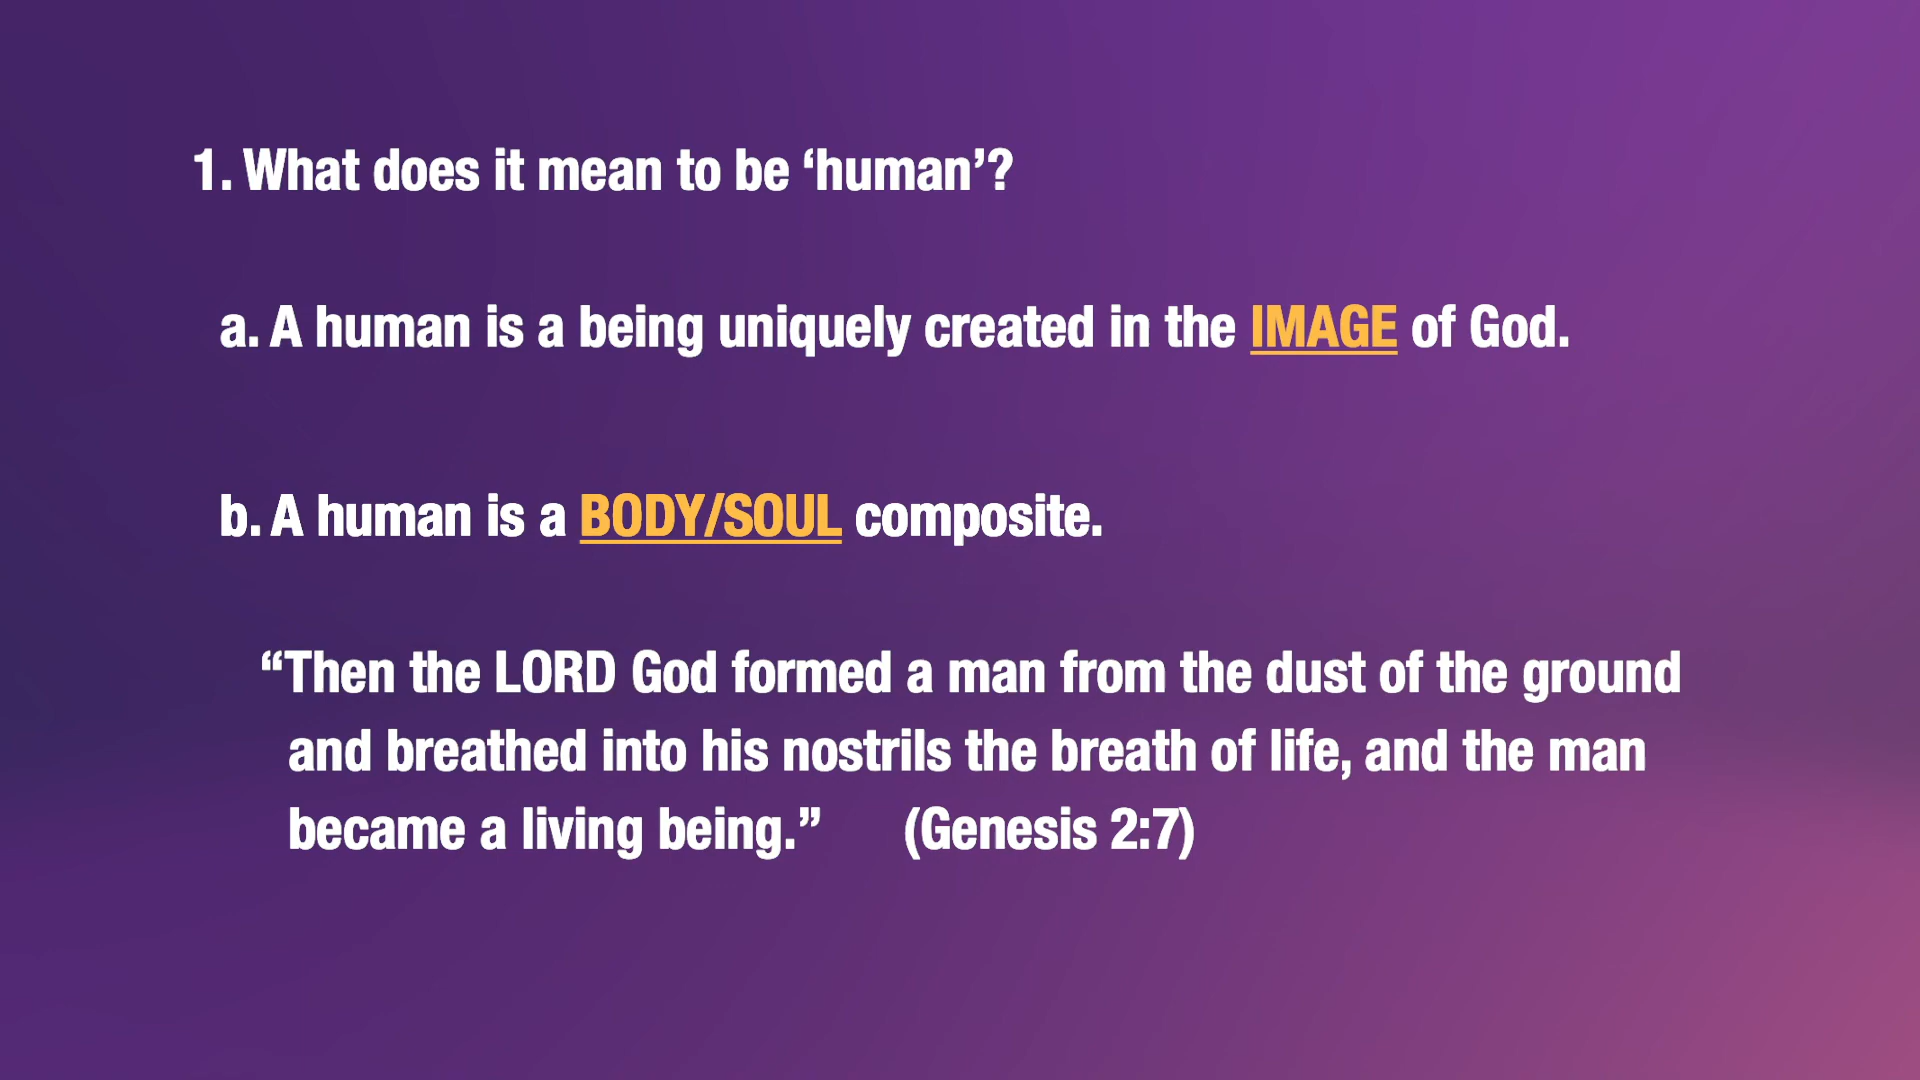 1. What does it mean to be ‘human’?
a. A human is a being uniquely created in the IMAGE of God.
b. A human is a BODY/SOUL composite.
“Then the LORD God formed a man from the dust of the ground
and breathed into his nostrils the breath of life, and the man
became a living being.” (Genesis 2:7)